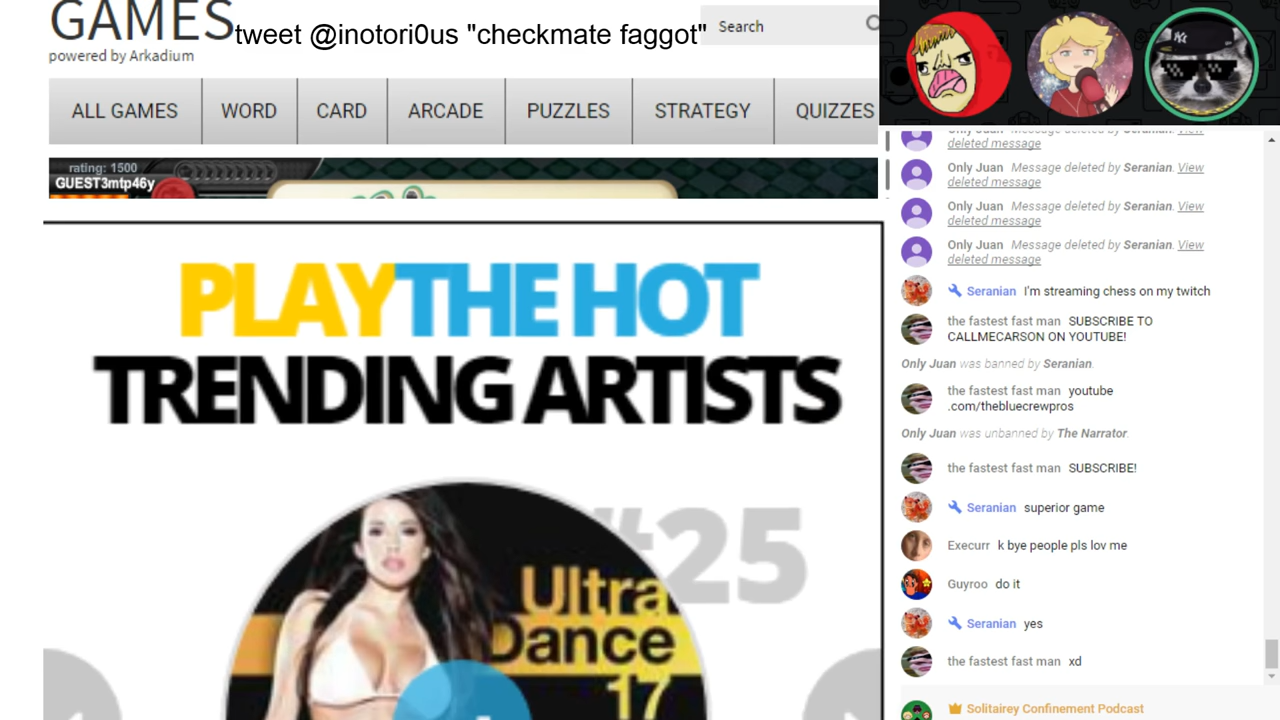 GAMES
tweet @inotori0us "checkmate faggot"
Search
powered by Arkadium
ALL GAMES WORD CARD ARCADE PUZZLES STRATEGY QUIZZES
rating: 1500
GUEST3mtp46y
PLAYTHE HOT
TRENDING ARTISTS
#25
Ultra
Dance
17
Only Juan Message deleted by Seranian. View
deleted message
Only Juan Message deleted by Seranian. View
deleted message
Only Juan Message deleted by Seranian. View
deleted message
Only Juan Message deleted by Seranian. View
deleted message
Seranian I'm streaming chess on my twitch
the fastest fast man SUBSCRIBE TO
CALLMECARSON ON YOUTUBE!
Only Juan was banned by Seranian.
the fastest fast man youtube
.com/thebluecrewpros
Only Juan was unbanned by The Narrator.
the fastest fast man SUBSCRIBE!
Seranian superior game
Execurr k bye people pls lov me
Guyroo do it
Seranian yes
the fastest fast man xd
Solitairey Confinement Podcast